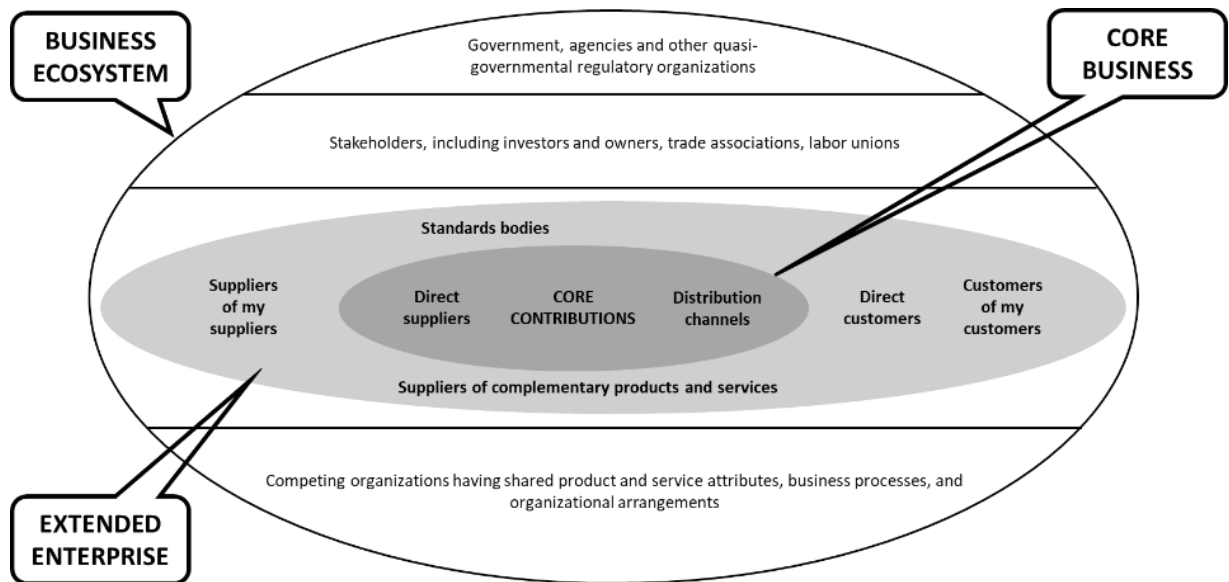 BUSINESS
ECOSYSTEM
Government, agencies and other quasi-
governmental regulatory organizations
CORE
BUSINESS
Stakeholders, including investors and owners, trade associations, labor unions
Standards bodies
Suppliers
of my
suppliers
Direct
suppliers
CORE
CONTRIBUTIONS
Distribution
channels
Direct
customers
Customers
of my
customers
Suppliers of complementary products and services
Competing organizations having shared product and service attributes, business processes, and
organizational arrangements
EXTENDED
ENTERPRISE